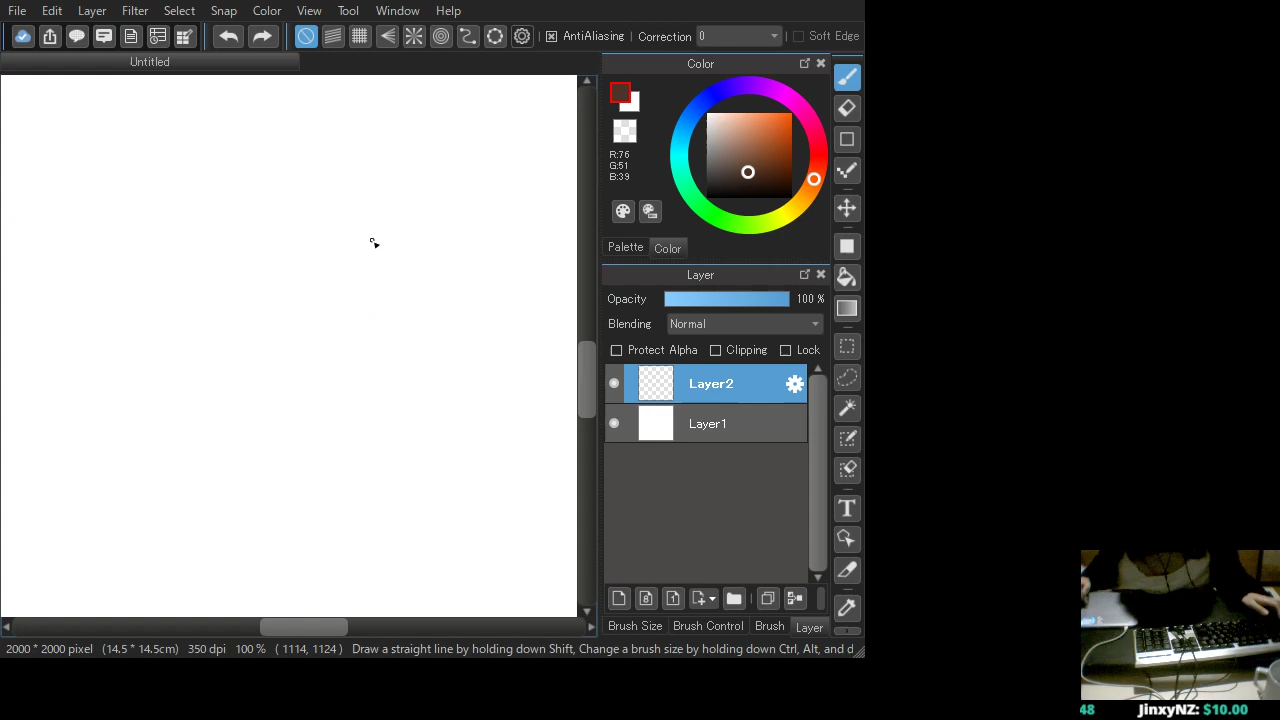 File Edit Layer Filter Select Snap Color View Tool Window Help
AntiAliasing Correction 0 Soft Edge
Untitled
Color
R:76
G:51
B:39
Palette Color
Layer
Opacity 100 %
Blending Normal
Protect Alpha Clipping Lock
Layer2
Layer1
8 1
T
Brush Size Brush Control Brush Layer
2000 * 2000 pixel (14.5 * 14.5cm) 350 dpi 100 % ( 1114, 1124 ) Draw a straight line by holding down Shift, Change a brush size by holding down Ctrl, Alt, and d
48 JinxyNZ: $10.00